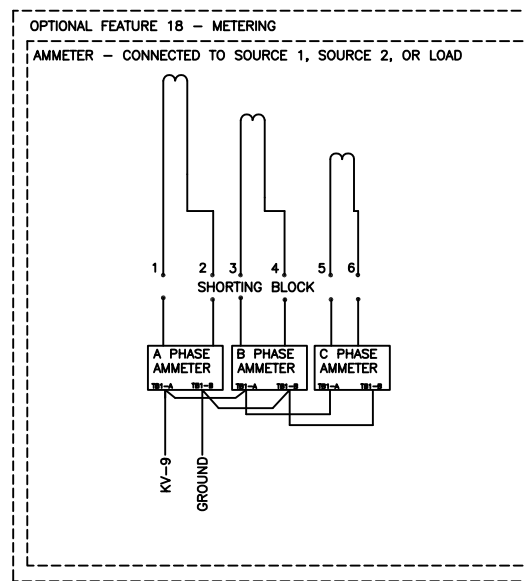 OPTIONAL FEATURE 18 – METERING
AMMETER – CONNECTED TO SOURCE 1, SOURCE 2, OR LOAD
1 2 3 4 5 6
SHORTING BLOCK
A PHASE AMMETER
B PHASE AMMETER
C PHASE AMMETER
TB1-A TB1-B TB1-A TB1-B TB1-A TB1-B
KV-9
GROUND